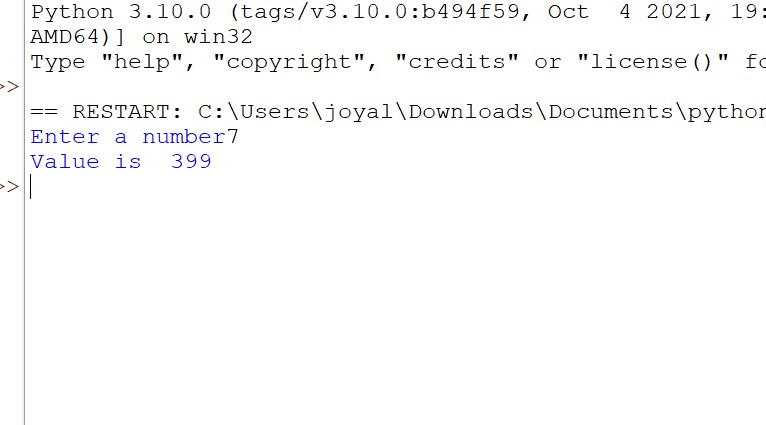 Python 3.10.0 (tags/v3.10.0:b494f59, Oct  4 2021, 19:
AMD64)] on win32
Type "help", "copyright", "credits" or "license()" fo
>>
== RESTART: C:\Users\joyal\Downloads\Documents\python
Enter a number7
Value is  399
>>